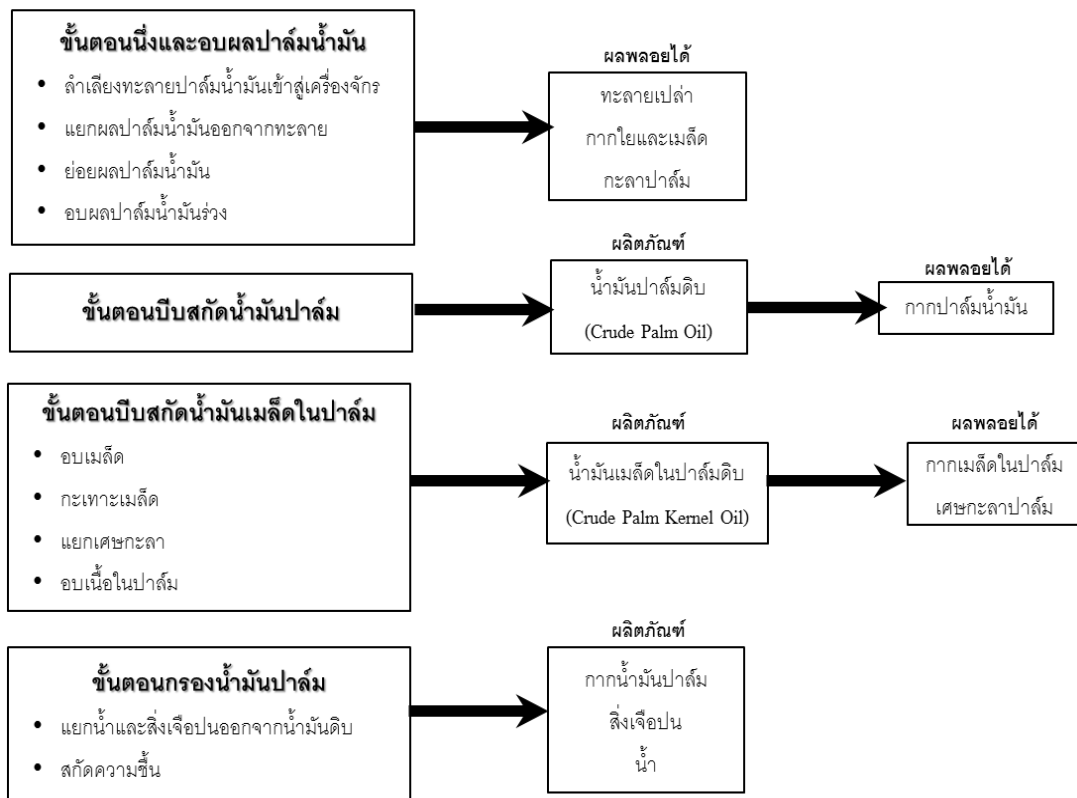 ขั้นตอนนึ่งและอบผลปาล์มน้ำมัน
• ลำเลียงทะลายปาล์มน้ำมันเข้าสู่เครื่องจักร
• แยกผลปาล์มน้ำมันออกจากทะลาย
• ย่อยผลปาล์มน้ำมัน
• อบผลปาล์มน้ำมันร่วง
ผลพลอยได้
ทะลายเปล่า
กากใยและเมล็ด
กะลาปาล์ม
ขั้นตอนบีบสกัดน้ำมันปาล์ม
ผลิตภัณฑ์
น้ำมันปาล์มดิบ
(Crude Palm Oil)
ผลพลอยได้
กากปาล์มน้ำมัน
ขั้นตอนบีบสกัดน้ำมันเมล็ดในปาล์ม
• อบเมล็ด
• กะเทาะเมล็ด
• แยกเศษกะลา
• อบเนื้อในปาล์ม
ผลิตภัณฑ์
น้ำมันเมล็ดในปาล์มดิบ
(Crude Palm Kernel Oil)
ผลพลอยได้
กากเมล็ดในปาล์ม
เศษกะลาปาล์ม
ขั้นตอนกรองน้ำมันปาล์ม
• แยกน้ำและสิ่งเจือปนออกจากน้ำมันดิบ
• สกัดความชื้น
ผลิตภัณฑ์
กากน้ำมันปาล์ม
สิ่งเจือปน
น้ำ